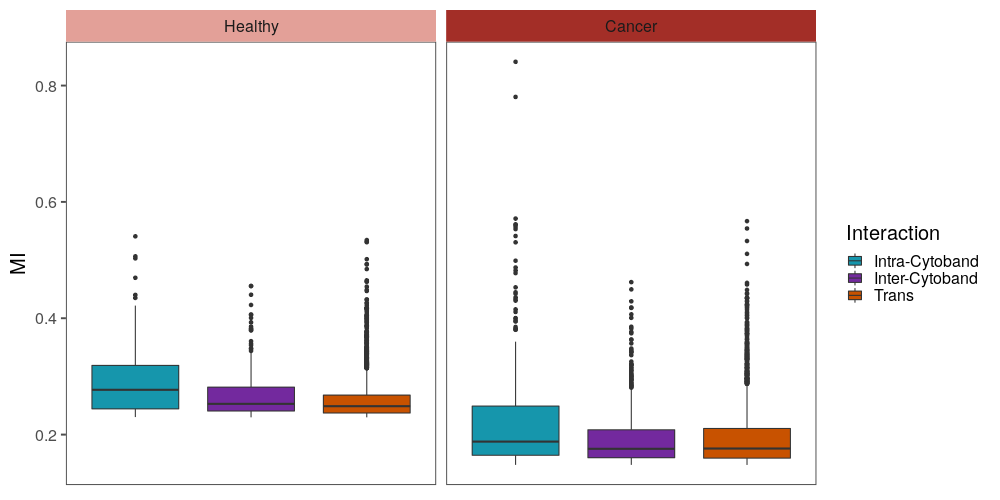 Healthy
Cancer
MI
0.8
0.6
0.4
0.2
Interaction
Intra-Cytoband
Inter-Cytoband
Trans